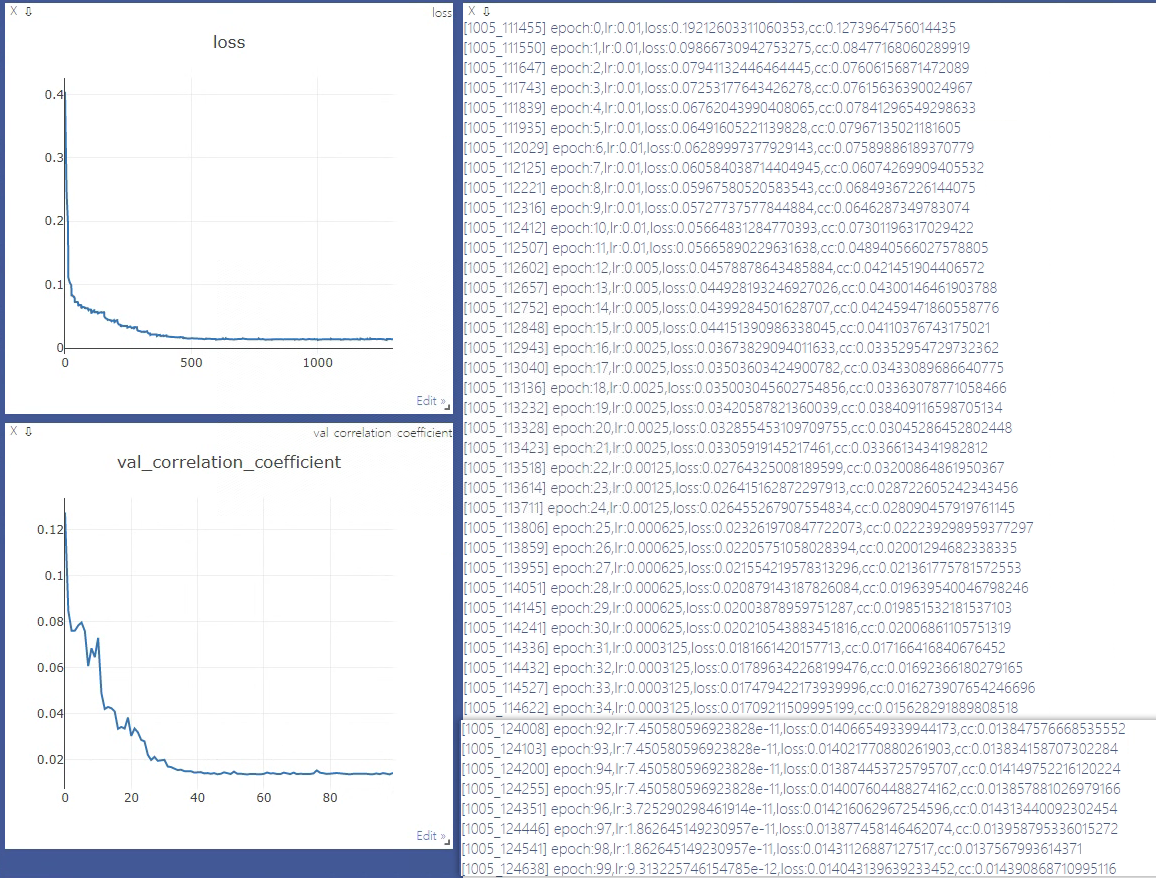 X ⇩ loss
loss
0.4
0.3
0.2
0.1
0
0 500 1000
Edit »
X ⇩ val_correlation_coefficient
val_correlation_coefficient
0.12
0.1
0.08
0.06
0.04
0.02
0 20 40 60 80
Edit »
X ⇩
[1005_111455] epoch:0,lr:0.01,loss:0.19212603311060353,cc:0.1273964756014435
[1005_111550] epoch:1,lr:0.01,loss:0.09866730942753275,cc:0.08477168060289919
[1005_111647] epoch:2,lr:0.01,loss:0.07941132446464445,cc:0.07606156871472089
[1005_111743] epoch:3,lr:0.01,loss:0.07253177643426278,cc:0.07615636390024967
[1005_111839] epoch:4,lr:0.01,loss:0.06762043990408065,cc:0.07841296549298633
[1005_111935] epoch:5,lr:0.01,loss:0.06491605221139828,cc:0.07967135021181605
[1005_112029] epoch:6,lr:0.01,loss:0.06289997377929143,cc:0.07589886189370779
[1005_112125] epoch:7,lr:0.01,loss:0.060584038714404945,cc:0.06074269909405532
[1005_112221] epoch:8,lr:0.01,loss:0.05967580520583543,cc:0.06849367226144075
[1005_112316] epoch:9,lr:0.01,loss:0.05727737577844884,cc:0.0646287349783074
[1005_112412] epoch:10,lr:0.01,loss:0.05664831284770393,cc:0.07301196317029422
[1005_112507] epoch:11,lr:0.01,loss:0.05665890229631638,cc:0.048940566027578805
[1005_112602] epoch:12,lr:0.005,loss:0.04578878643485884,cc:0.0421451904406572
[1005_112657] epoch:13,lr:0.005,loss:0.044928193246927026,cc:0.04300146461903788
[1005_112752] epoch:14,lr:0.005,loss:0.04399284501628707,cc:0.042459471860558776
[1005_112848] epoch:15,lr:0.005,loss:0.044151390986338045,cc:0.04110376743175021
[1005_112943] epoch:16,lr:0.0025,loss:0.03673829094011633,cc:0.03352954729732362
[1005_113040] epoch:17,lr:0.0025,loss:0.03503603424900782,cc:0.03433089686640775
[1005_113136] epoch:18,lr:0.0025,loss:0.035003045602754856,cc:0.03363078771058466
[1005_113232] epoch:19,lr:0.0025,loss:0.03420587821360039,cc:0.038409116598705134
[1005_113328] epoch:20,lr:0.0025,loss:0.032855453109709755,cc:0.03045286452802448
[1005_113423] epoch:21,lr:0.0025,loss:0.03305919145217461,cc:0.03366134341982812
[1005_113518] epoch:22,lr:0.00125,loss:0.02764325008189599,cc:0.03200864861950367
[1005_113614] epoch:23,lr:0.00125,loss:0.026415162872297913,cc:0.028722605242343456
[1005_113711] epoch:24,lr:0.00125,loss:0.026455267907554834,cc:0.028090457919761145
[1005_113806] epoch:25,lr:0.000625,loss:0.023261970847722073,cc:0.022239298959377297
[1005_113859] epoch:26,lr:0.000625,loss:0.02205751058028394,cc:0.02001294682338335
[1005_113955] epoch:27,lr:0.000625,loss:0.021554219578313296,cc:0.021361775781572553
[1005_114051] epoch:28,lr:0.000625,loss:0.020879143187826084,cc:0.019639540046798246
[1005_114145] epoch:29,lr:0.000625,loss:0.02003878959751287,cc:0.019851532181537103
[1005_114241] epoch:30,lr:0.000625,loss:0.020210543883451816,cc:0.02006861105751319
[1005_114336] epoch:31,lr:0.0003125,loss:0.0181661420157713,cc:0.017166416840676452
[1005_114432] epoch:32,lr:0.0003125,loss:0.017896342268199476,cc:0.01692366180279165
[1005_114527] epoch:33,lr:0.0003125,loss:0.017479422173939996,cc:0.016273907654246696
[1005_114622] epoch:34,lr:0.0003125,loss:0.01709211509995199,cc:0.015628291889808518
[1005_124008] epoch:92,lr:7.450580596923828e-11,loss:0.014066549339944173,cc:0.013847576668535552
[1005_124103] epoch:93,lr:7.450580596923828e-11,loss:0.014021770880261903,cc:0.013834158707302284
[1005_124200] epoch:94,lr:7.450580596923828e-11,loss:0.013874453725795707,cc:0.014149752216120224
[1005_124255] epoch:95,lr:7.450580596923828e-11,loss:0.014007604488274162,cc:0.013857881026979166
[1005_124351] epoch:96,lr:3.725290298461914e-11,loss:0.014216062967254596,cc:0.014313440092302454
[1005_124446] epoch:97,lr:1.862645149230957e-11,loss:0.013877458146462074,cc:0.013958795336015272
[1005_124541] epoch:98,lr:1.862645149230957e-11,loss:0.01431126887127517,cc:0.0137567993614371
[1005_124638] epoch:99,lr:9.313225746154785e-12,loss:0.014043139639233452,cc:0.014390868710995116